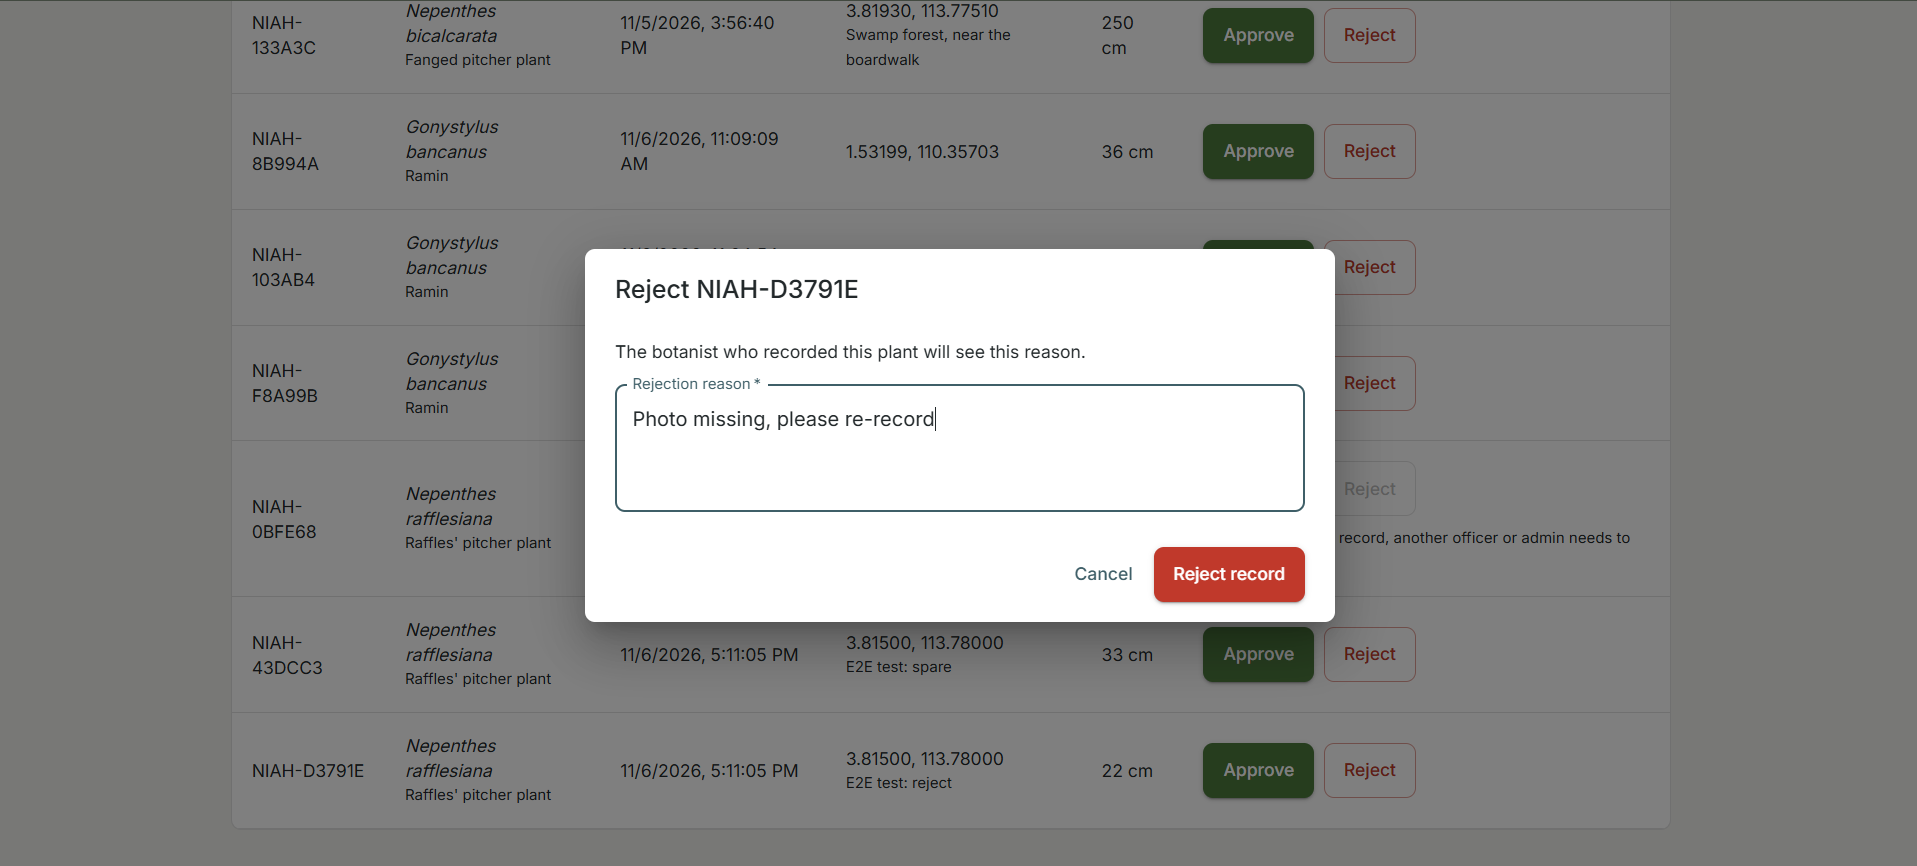 NIAH-
133A3C
Nepenthes
bicalcarata
Fanged pitcher plant
11/5/2026, 3:56:40
PM
3.81930, 113.77510
Swamp forest, near the
boardwalk
250
cm
Approve
Reject
NIAH-
8B994A
Gonystylus
bancanus
Ramin
11/6/2026, 11:09:09
AM
1.53199, 110.35703
36 cm
Approve
Reject
NIAH-
103AB4
Gonystylus
bancanus
Ramin
Reject
NIAH-
F8A99B
Gonystylus
bancanus
Ramin
Reject
NIAH-
0BFE68
Nepenthes
rafflesiana
Raffles' pitcher plant
Reject
record, another officer or admin needs to
Reject NIAH-D3791E
The botanist who recorded this plant will see this reason.
Rejection reason *
Photo missing, please re-record
Cancel
Reject record
NIAH-
43DCC3
Nepenthes
rafflesiana
Raffles' pitcher plant
11/6/2026, 5:11:05 PM
3.81500, 113.78000
E2E test: spare
33 cm
Approve
Reject
NIAH-D3791E
Nepenthes
rafflesiana
Raffles' pitcher plant
11/6/2026, 5:11:05 PM
3.81500, 113.78000
E2E test: reject
22 cm
Approve
Reject